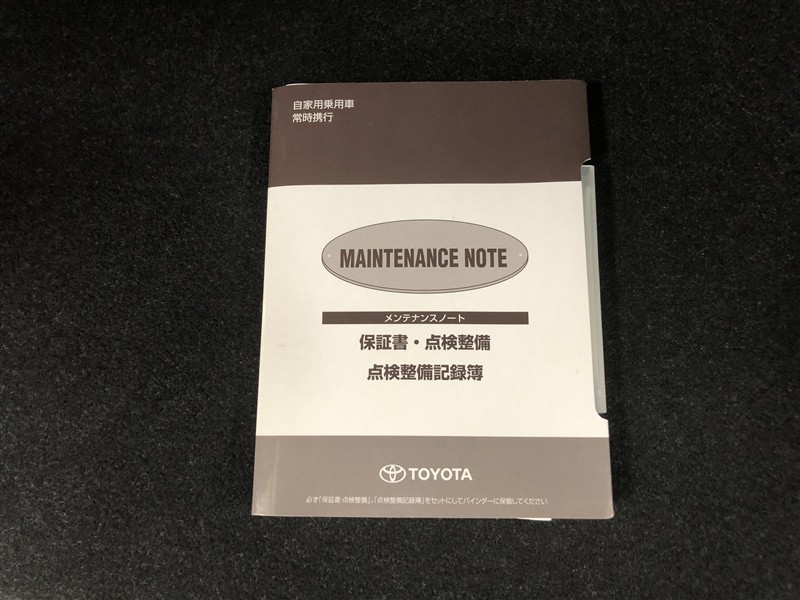 自家用乗用車
常時携行
MAINTENANCE NOTE
メンテナンスノート
保証書・点検整備
点検整備記録簿
TOYOTA
必ず「保証書・点検整備」、「点検整備記録簿」をセットにしてバインダーに保管してください